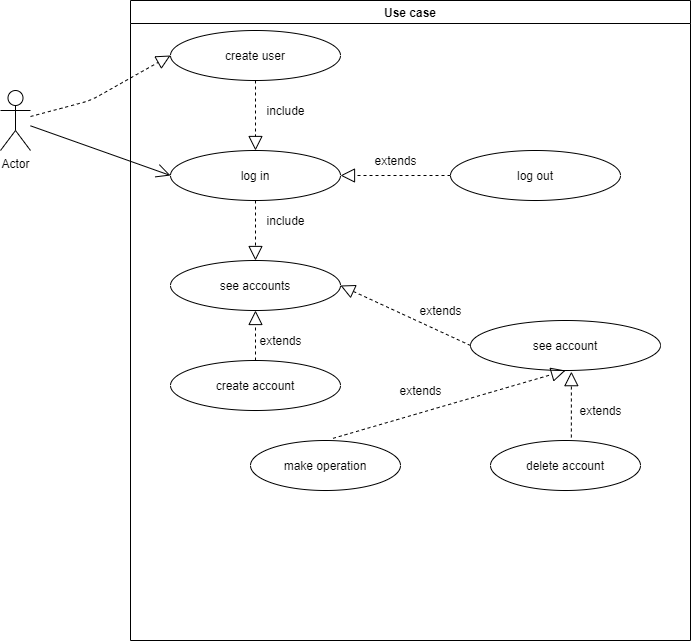 Use case
create user
include
Actor
log in
extends
log out
include
see accounts
extends
see account
extends
create account
extends
extends
make operation
delete account